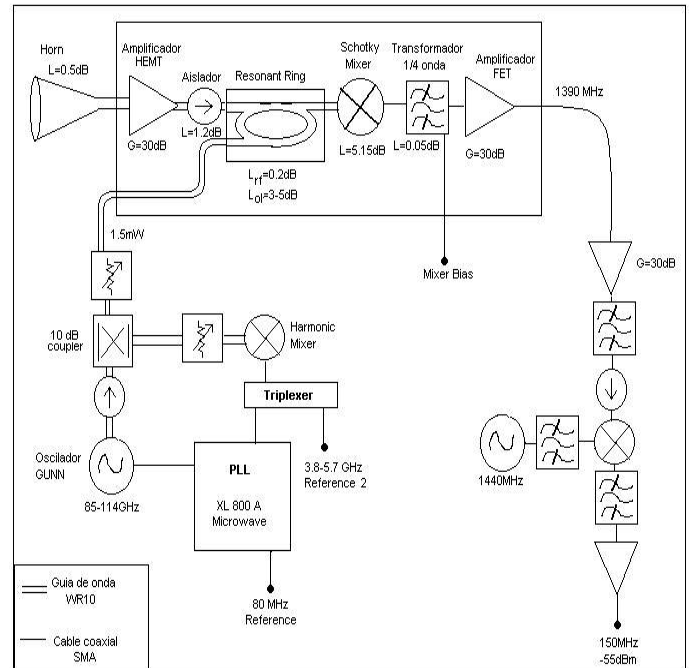 Horn
L=0.5dB
Amplificador
HEMT
G=30dB
Aislador
L=1.2dB
Resonant Ring
Lrf=0.2dB
Lol=3-5dB
Schotky
Mixer
L=5.15dB
Transformador
1/4 onda
L=0.05dB
Amplificador
FET
G=30dB
1390 MHz
Mixer Bias
G=30dB
1.5mW
10 dB
coupler
Harmonic
Mixer
Triplexer
3.8-5.7 GHz
Reference 2
Oscilador
GUNN
85-114GHz
PLL
XL 800 A
Microwave
80 MHz
Reference
1440MHz
150MHz
-55dBm
Guia de onda
WR10
Cable coaxial
SMA